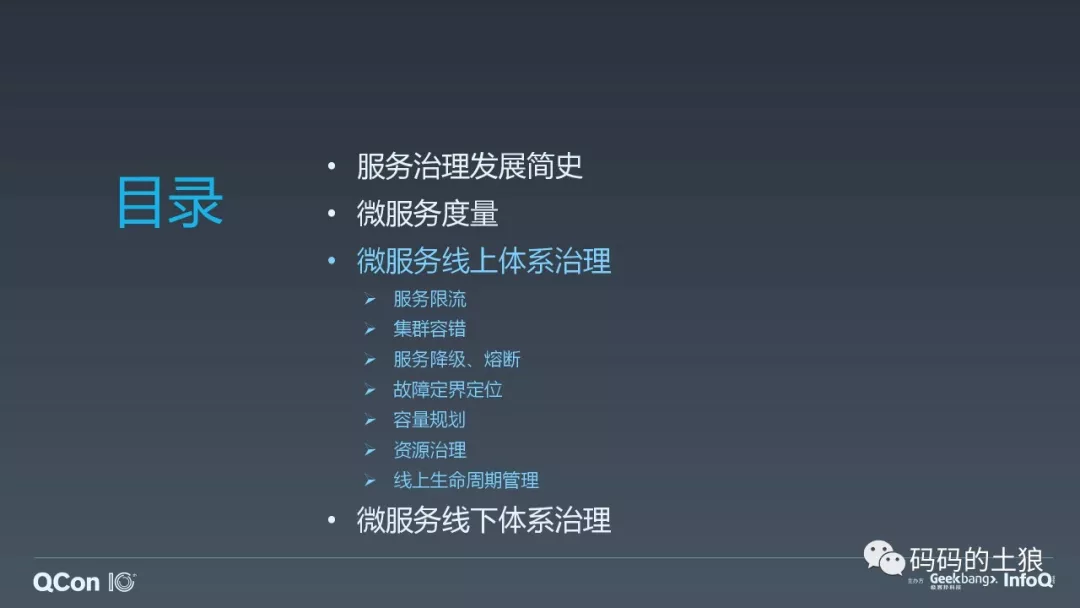 目录
• 服务治理发展简史
• 微服务度量
• 微服务线上体系治理
➢ 服务限流
➢ 集群容错
➢ 服务降级、熔断
➢ 故障定界定位
➢ 容量规划
➢ 资源治理
➢ 线上生命周期管理
• 微服务线下体系治理
码码的土狼
QCon 10+
主办方 Geekbang> InfoQ
极客邦科技